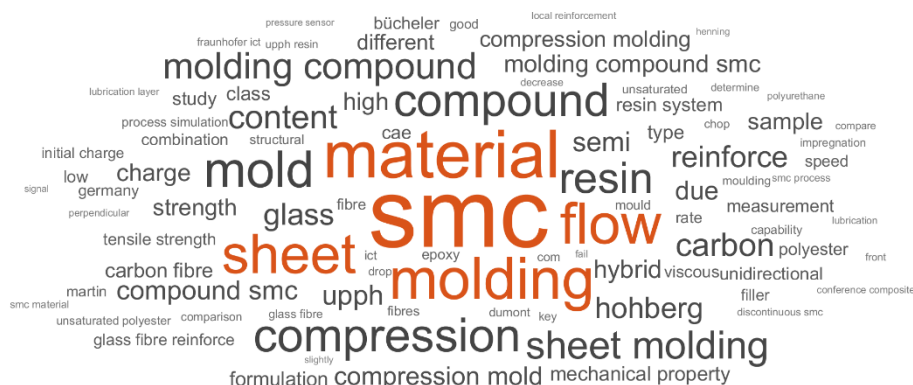 pressure sensor bücheler good local reinforcement
fraunhofer ict upph resin different compression molding henning
molding compound molding compound smc
lubrication layer study class high decrease unsaturated determine polyurethane
process simulation content compound resin system chop sample compare
combination structural cae material semi type impregnation
initial charge low charge mold resin reinforce speed
signal germany fibre smc due moulding smc process
perpendicular strength glass flow mould rate measurement lubrication
tensile strength sheet ict epoxy com fail carbon capability polyester front
carbon fibre drop molding hybrid viscous unidirectional
martin compound smc upph hohberg filler conference composite
smc material glass fibre fibres dumont key discontinuous smc
unsaturated polyester comparison compression sheet molding
glass fibre reinforce slightly
formulation compression mold mechanical property